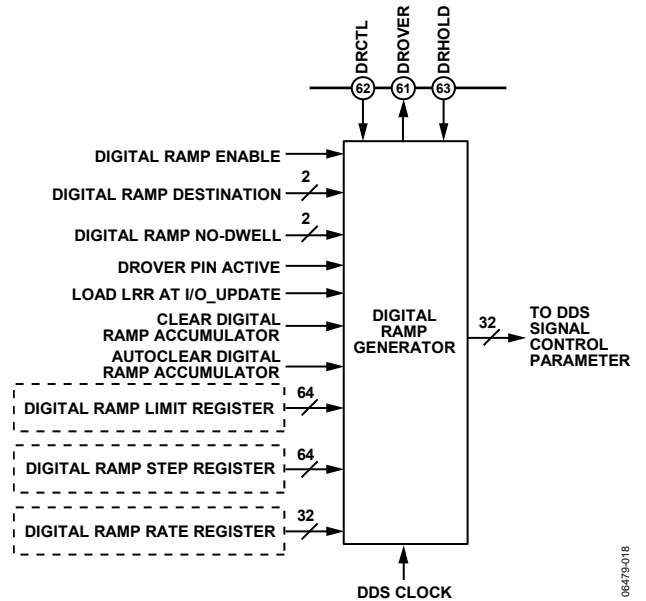 DRCTL
DROVER
DRHOLD
62
61
63
DIGITAL RAMP ENABLE
2
DIGITAL RAMP DESTINATION
2
DIGITAL RAMP NO-DWELL
DROVER PIN ACTIVE
LOAD LRR AT I/O_UPDATE
CLEAR DIGITAL
RAMP ACCUMULATOR
AUTOCLEAR DIGITAL
RAMP ACCUMULATOR
64
DIGITAL RAMP LIMIT REGISTER
64
DIGITAL RAMP STEP REGISTER
32
DIGITAL RAMP RATE REGISTER
DIGITAL
RAMP
GENERATOR
32
TO DDS
SIGNAL
CONTROL
PARAMETER
DDS CLOCK
06479-018